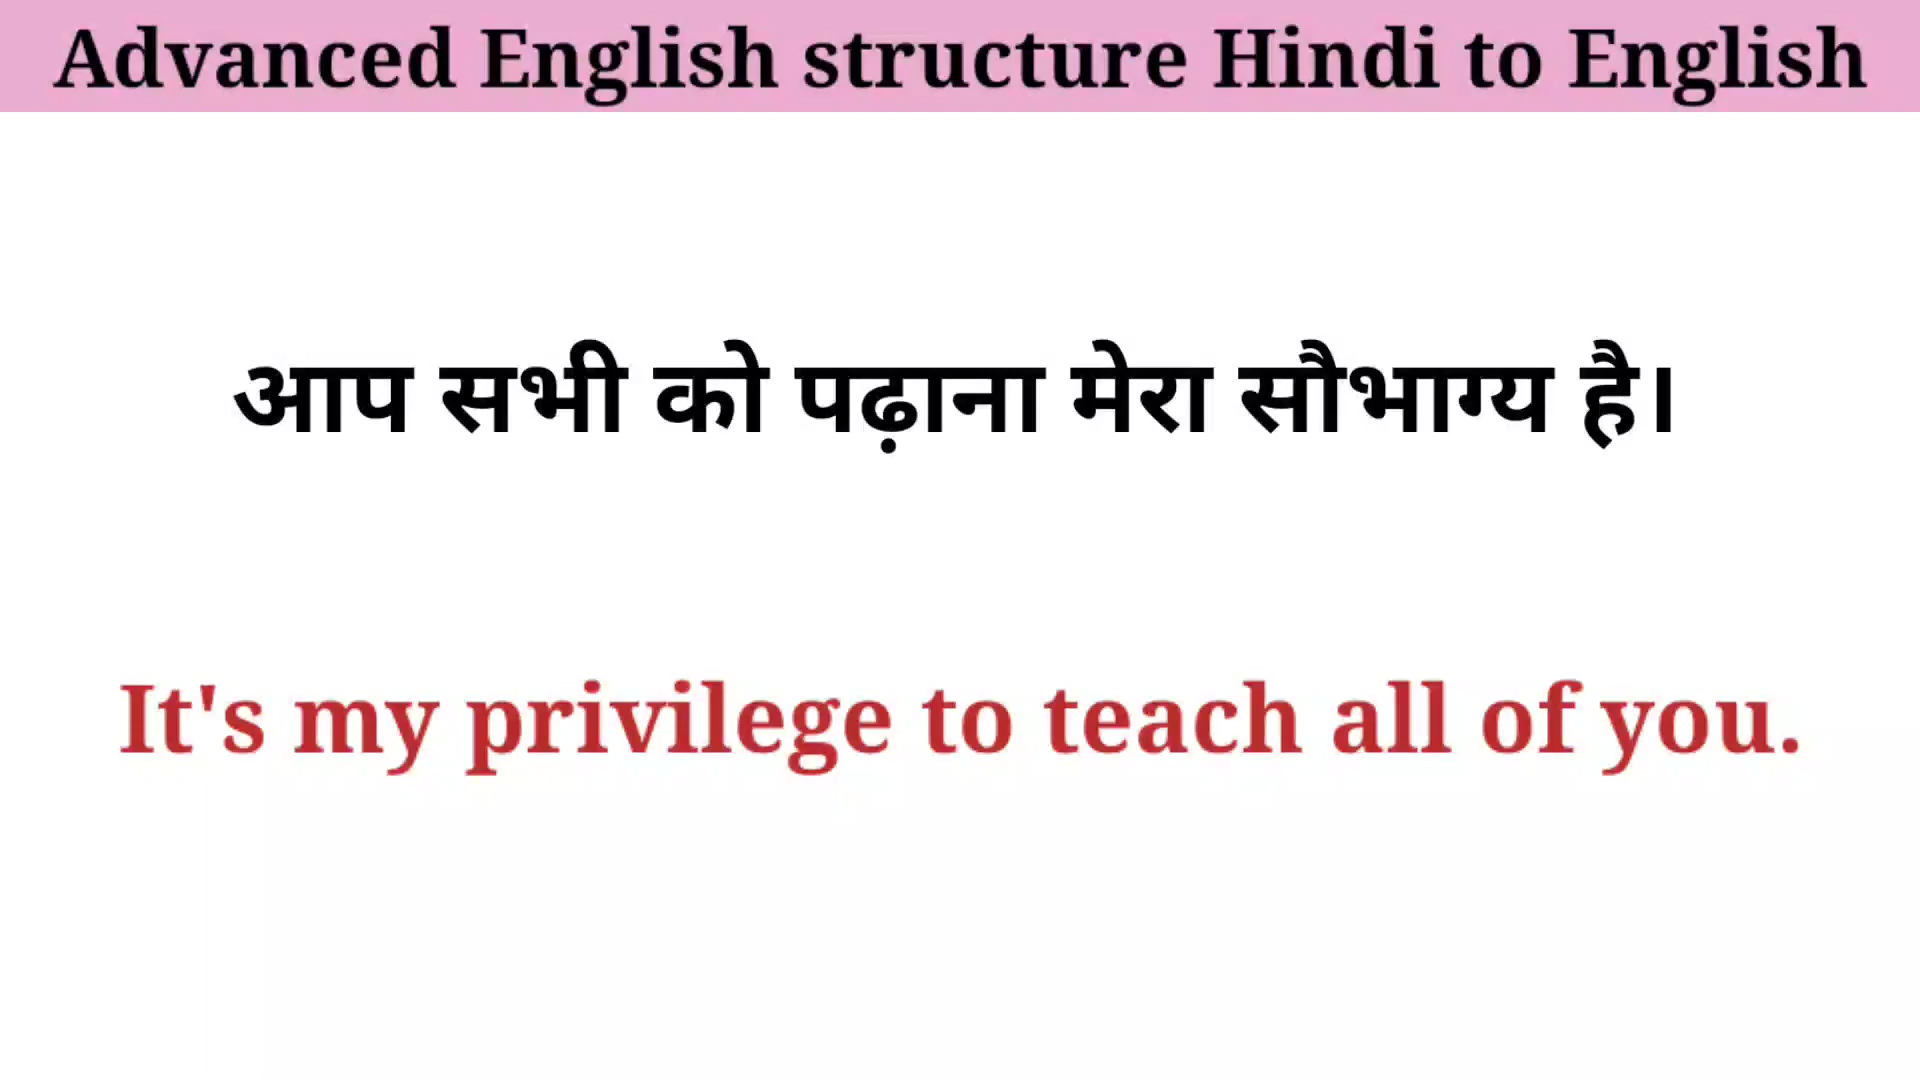 Advanced English structure Hindi to English
आप सभी को पढ़ाना मेरा सौभाग्य है।
It's my privilege to teach all of you.